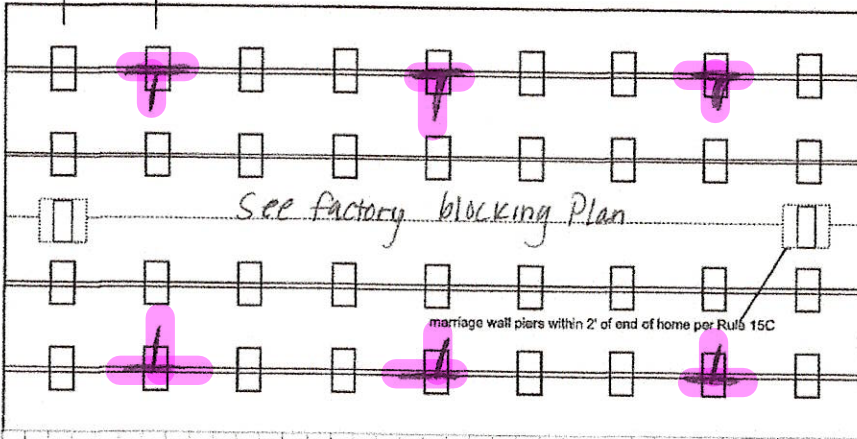 See factory blocking Plan
marriage wall piers within 2' of end of home per Rule 15C